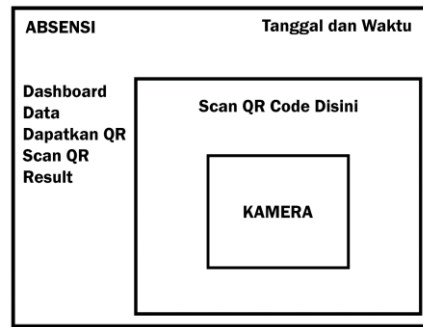 ABSENSI
Tanggal dan Waktu
Dashboard
Data
Dapatkan QR
Scan QR
Result
Scan QR Code Disini
KAMERA